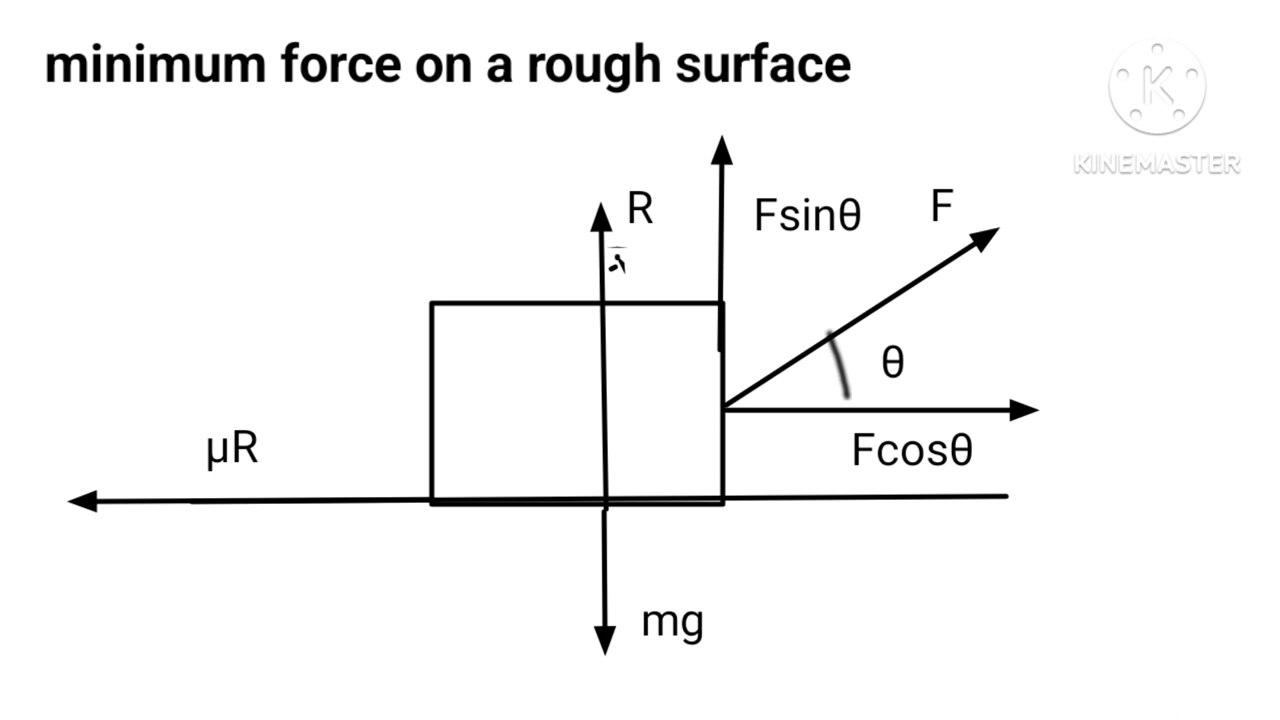 minimum force on a rough surface
K
KINEMASTER
R
Fsinθ
F
θ
μR
Fcosθ
mg